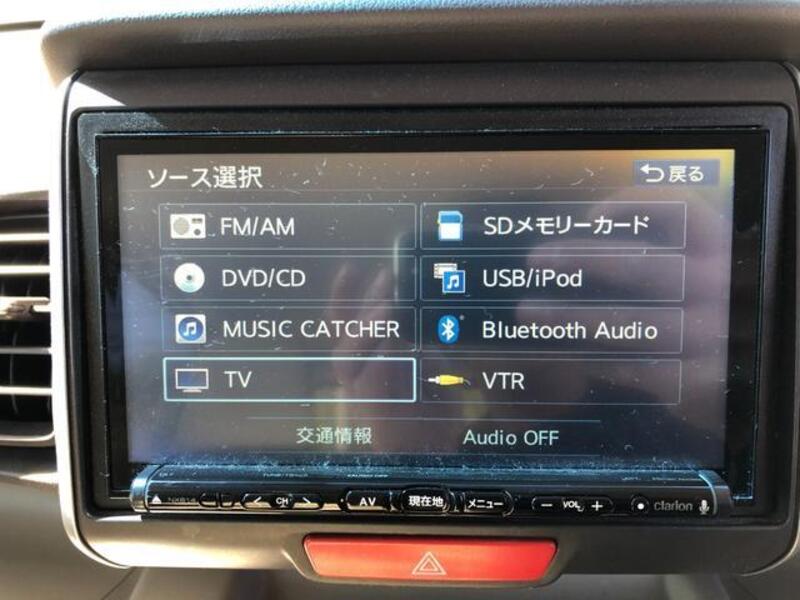 ソース選択
戻る
FM/AM
SDメモリーカード
DVD/CD
USB/iPod
MUSIC CATCHER
Bluetooth Audio
TV
VTR
交通情報
Audio OFF
CH
AV
現在地
メニュー
VOL
clarion